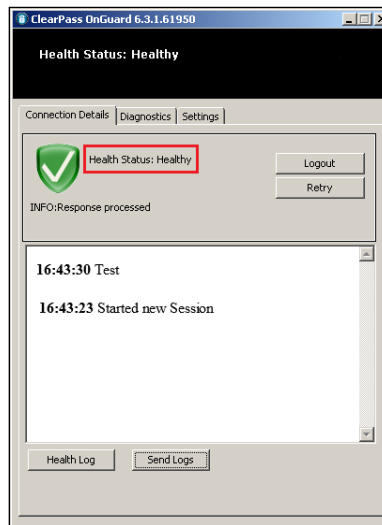 ClearPass OnGuard 6.3.1.61950
Health Status: Healthy
Connection Details Diagnostics Settings
Health Status: Healthy
Logout
Retry
INFO:Response processed
16:43:30 Test
16:43:23 Started new Session
Health Log Send Logs